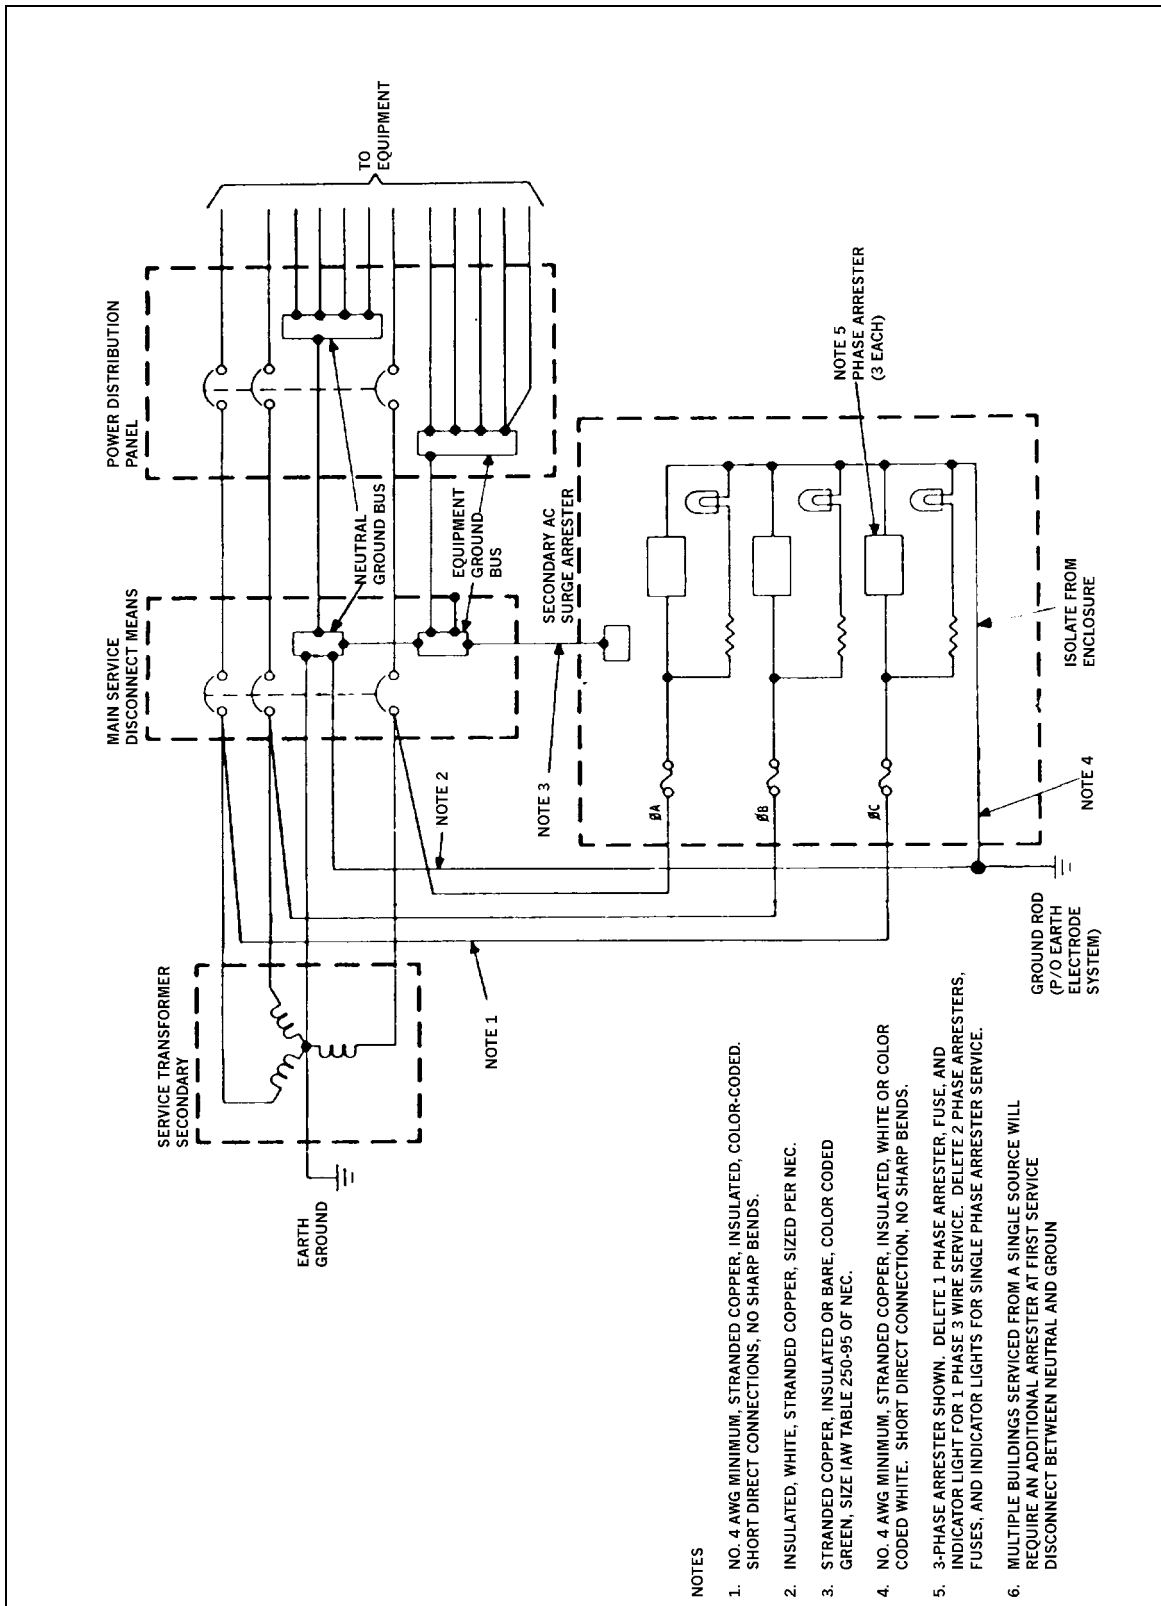 SERVICE TRANSFORMER
SECONDARY
MAIN SERVICE
DISCONNECT MEANS
POWER DISTRIBUTION
PANEL
TO
EQUIPMENT
EARTH
GROUND
NEUTRAL
GROUND BUS
EQUIPMENT
GROUND
BUS
NOTE 1
NOTE 2
NOTE 3
SECONDARY AC
SURGE ARRESTER
ØA
ØB
ØC
NOTE 5
PHASE ARRESTER
(3 EACH)
NOTE 4
ISOLATE FROM
ENCLOSURE
GROUND ROD
(P/O EARTH
ELECTRODE
SYSTEM)
NOTES
1. NO. 4 AWG MINIMUM, STRANDED COPPER, INSULATED, COLOR-CODED.
SHORT DIRECT CONNECTIONS, NO SHARP BENDS.
2. INSULATED, WHITE, STRANDED COPPER, SIZED PER NEC.
3. STRANDED COPPER, INSULATED OR BARE, COLOR CODED
GREEN, SIZE IAW TABLE 250-95 OF NEC.
4. NO. 4 AWG MINIMUM, STRANDED COPPER, INSULATED, WHITE OR COLOR
CODED WHITE. SHORT DIRECT CONNECTION, NO SHARP BENDS.
5. 3-PHASE ARRESTER SHOWN. DELETE 1 PHASE ARRESTER, FUSE, AND
INDICATOR LIGHT FOR 1 PHASE 3 WIRE SERVICE. DELETE 2 PHASE ARRESTERS,
FUSES, AND INDICATOR LIGHTS FOR SINGLE PHASE ARRESTER SERVICE.
6. MULTIPLE BUILDINGS SERVICED FROM A SINGLE SOURCE WILL
REQUIRE AN ADDITIONAL ARRESTER AT FIRST SERVICE
DISCONNECT BETWEEN NEUTRAL AND GROUN